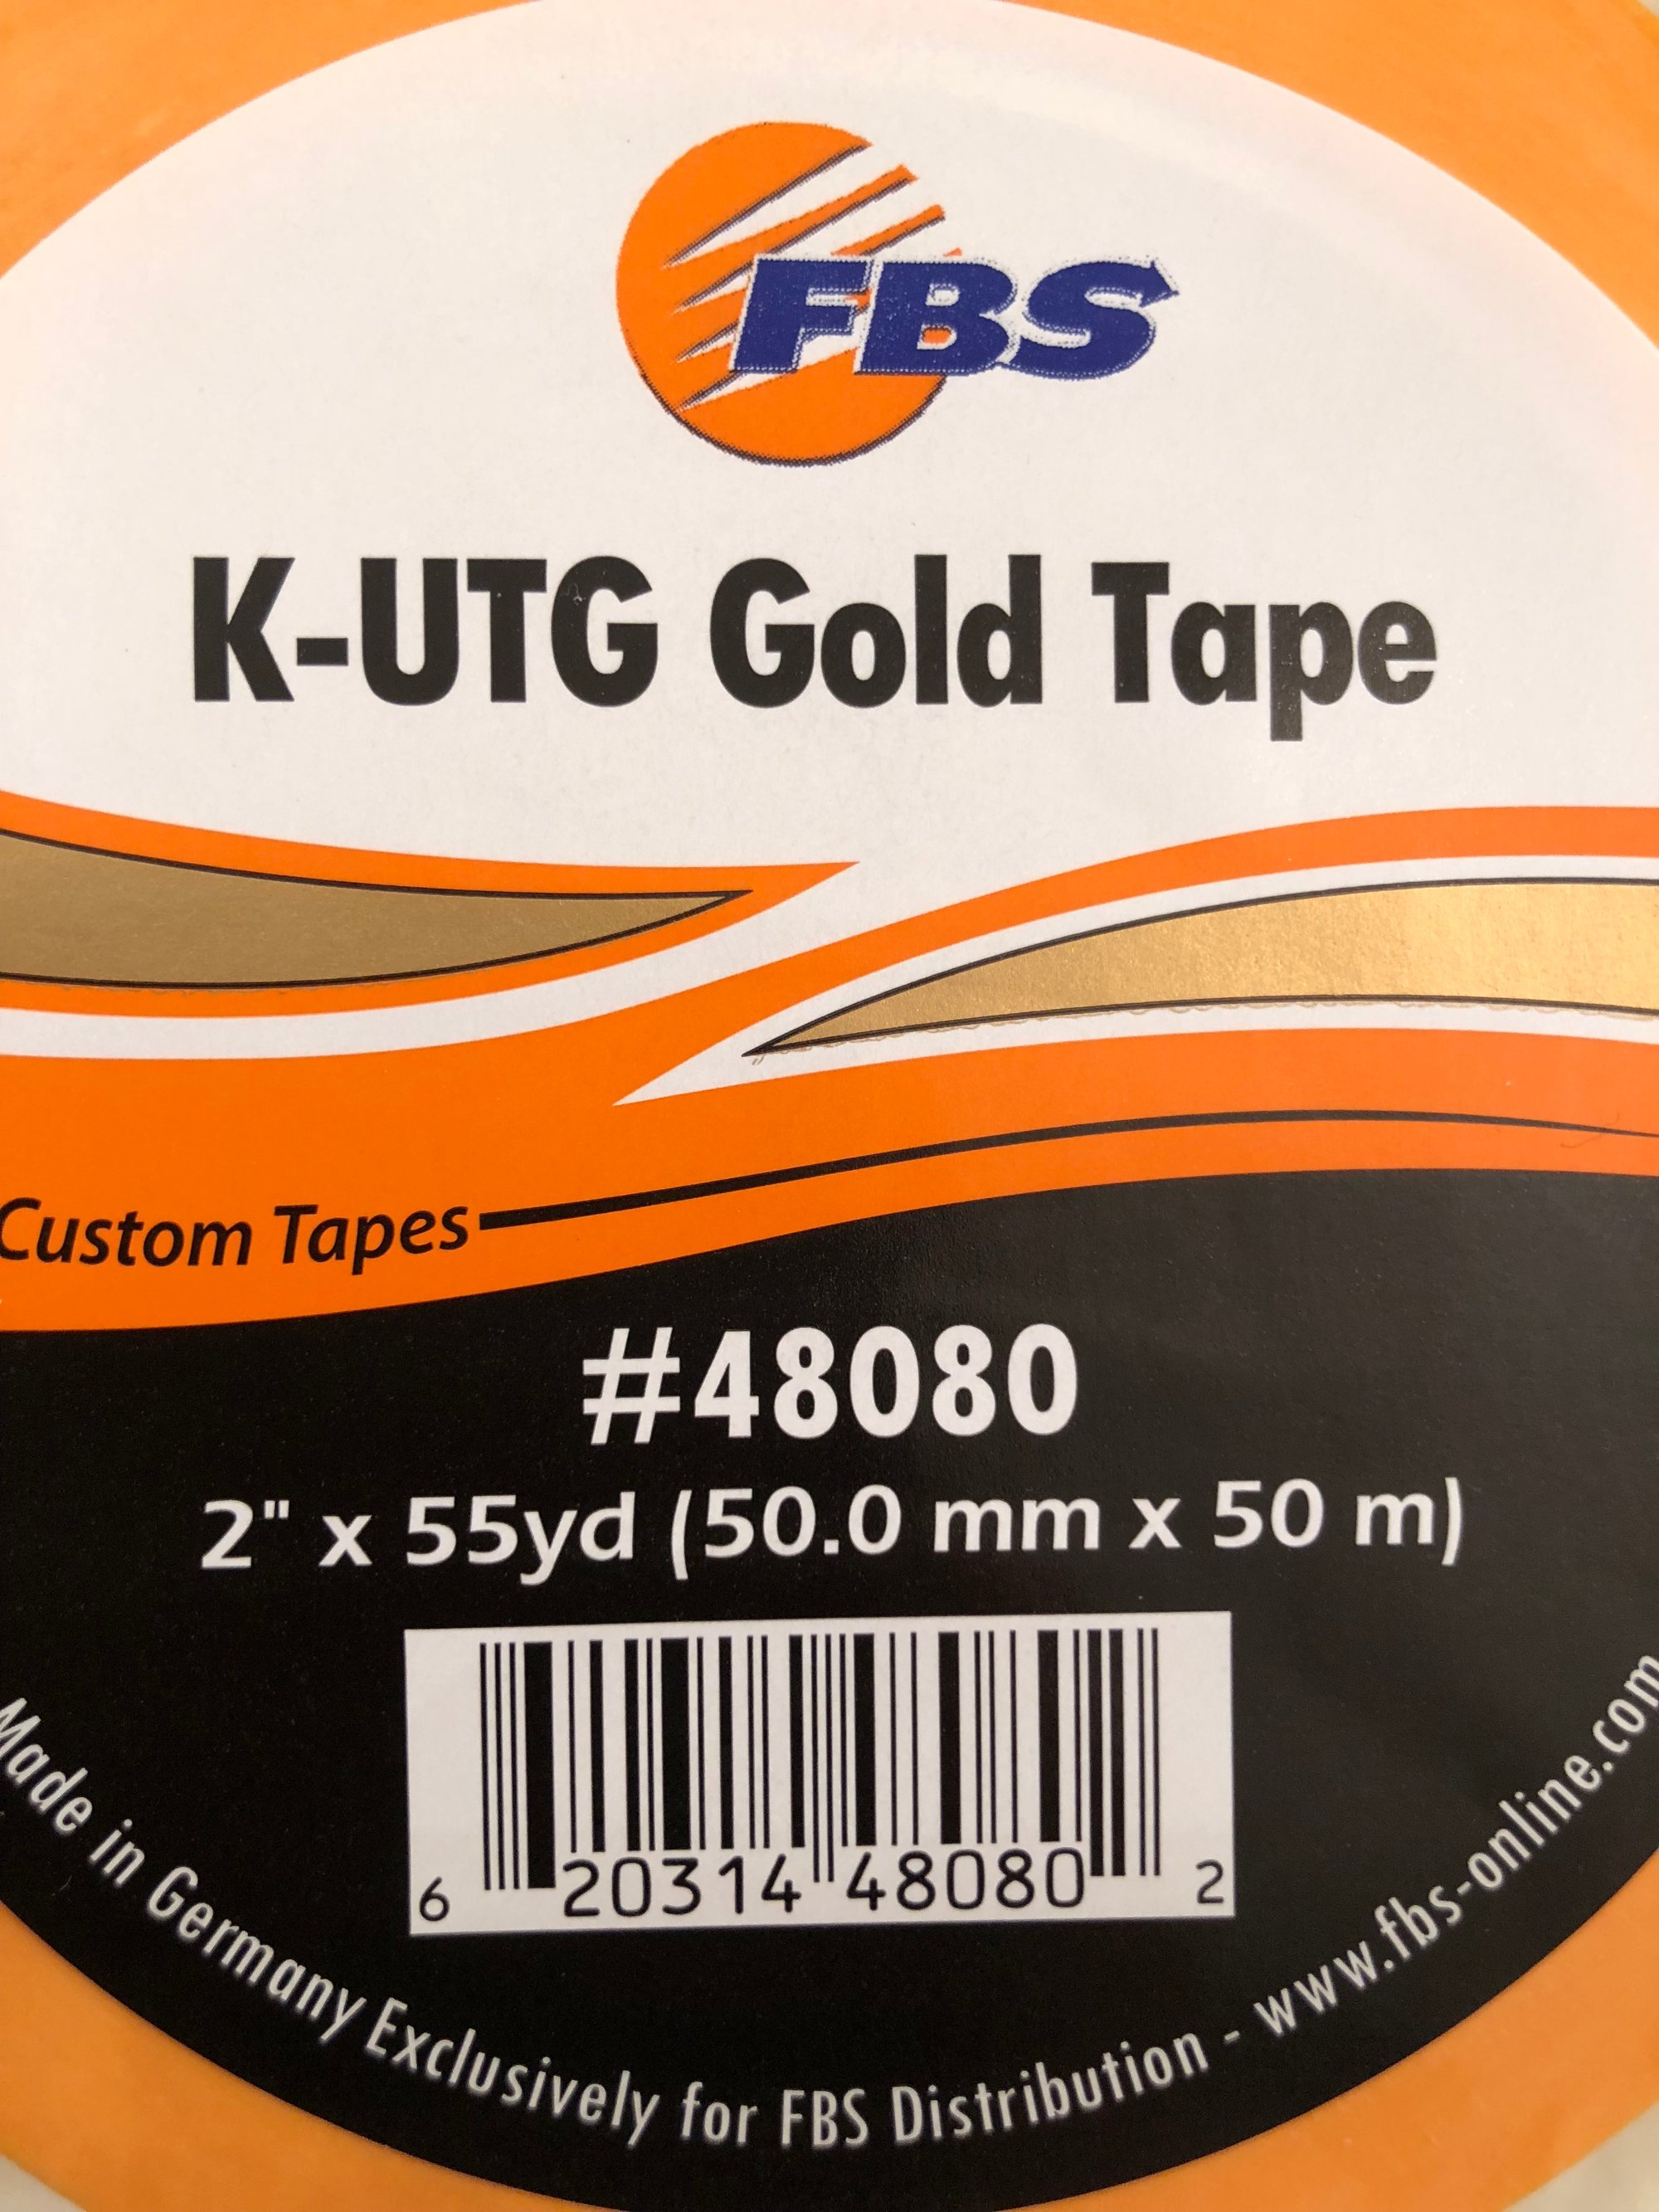 FBS
K-UTG Gold Tape
Custom Tapes
#48080
2" x 55yd (50.0 mm x 50 m)
6 20314 48080 2
Made in Germany Exclusively for FBS Distribution - www.fbs-online.com